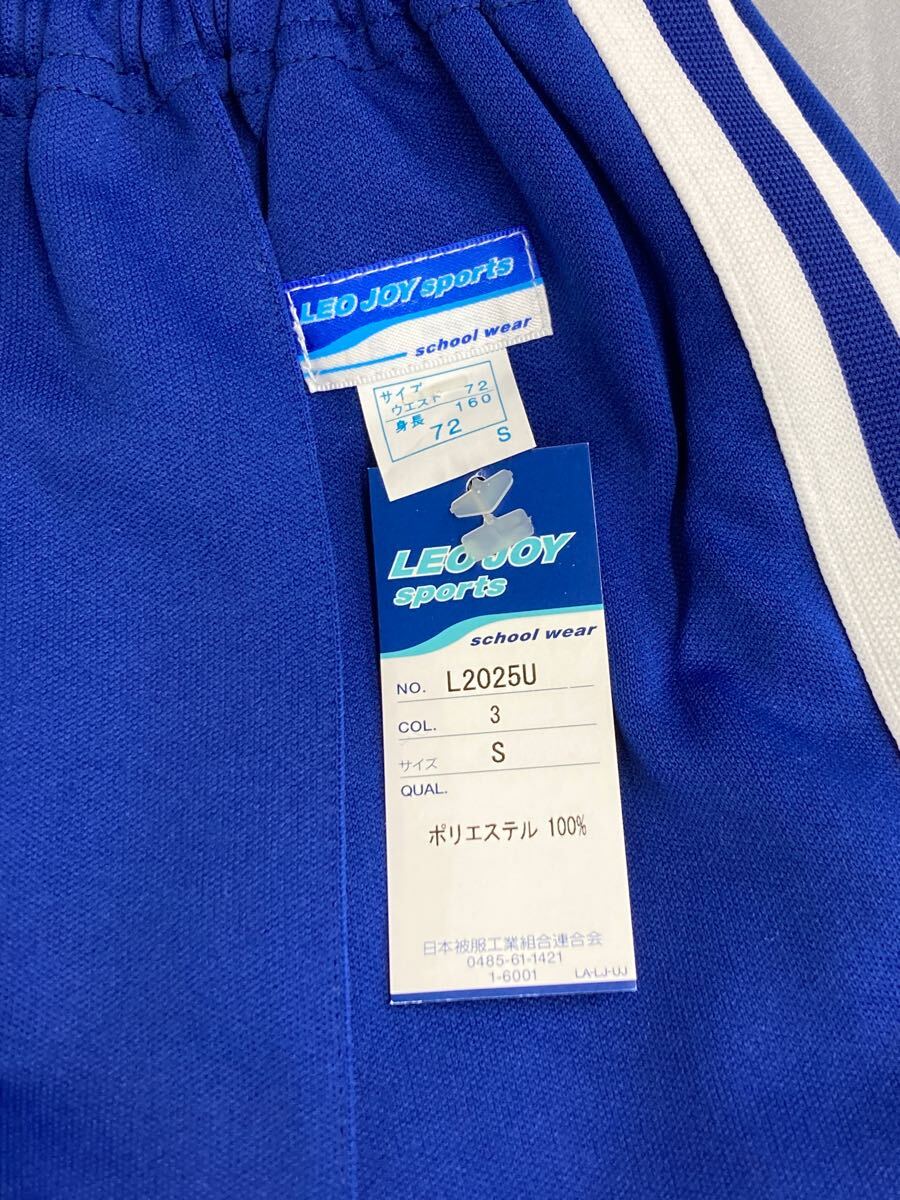 LEO JOY sports
school wear
サイズ
ウエスト 72
身長 160
72 S
LEO JOY
sports
school wear
NO. L2025U
COL. 3
サイズ S
QUAL.
ポリエステル 100%
日本被服工業組合連合会
0485-61-1421
1-6001 LA-LJ-UJ